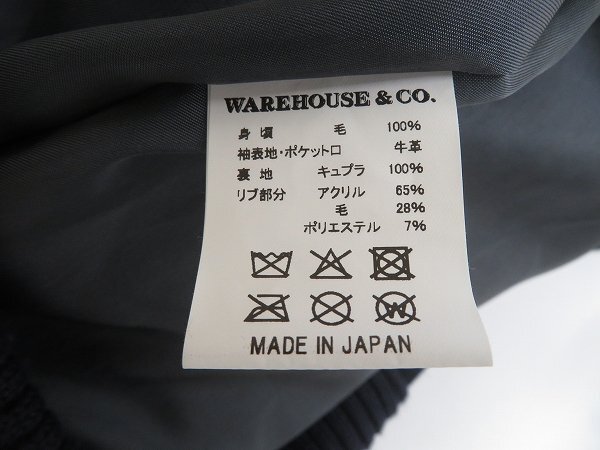 WAREHOUSE & CO.
身 頃 毛 100%
袖表地・ポケット口 牛革
裏 地 キュプラ 100%
リブ部分 アクリル 65%
毛 28%
ポリエステル 7%
W
MADE IN JAPAN